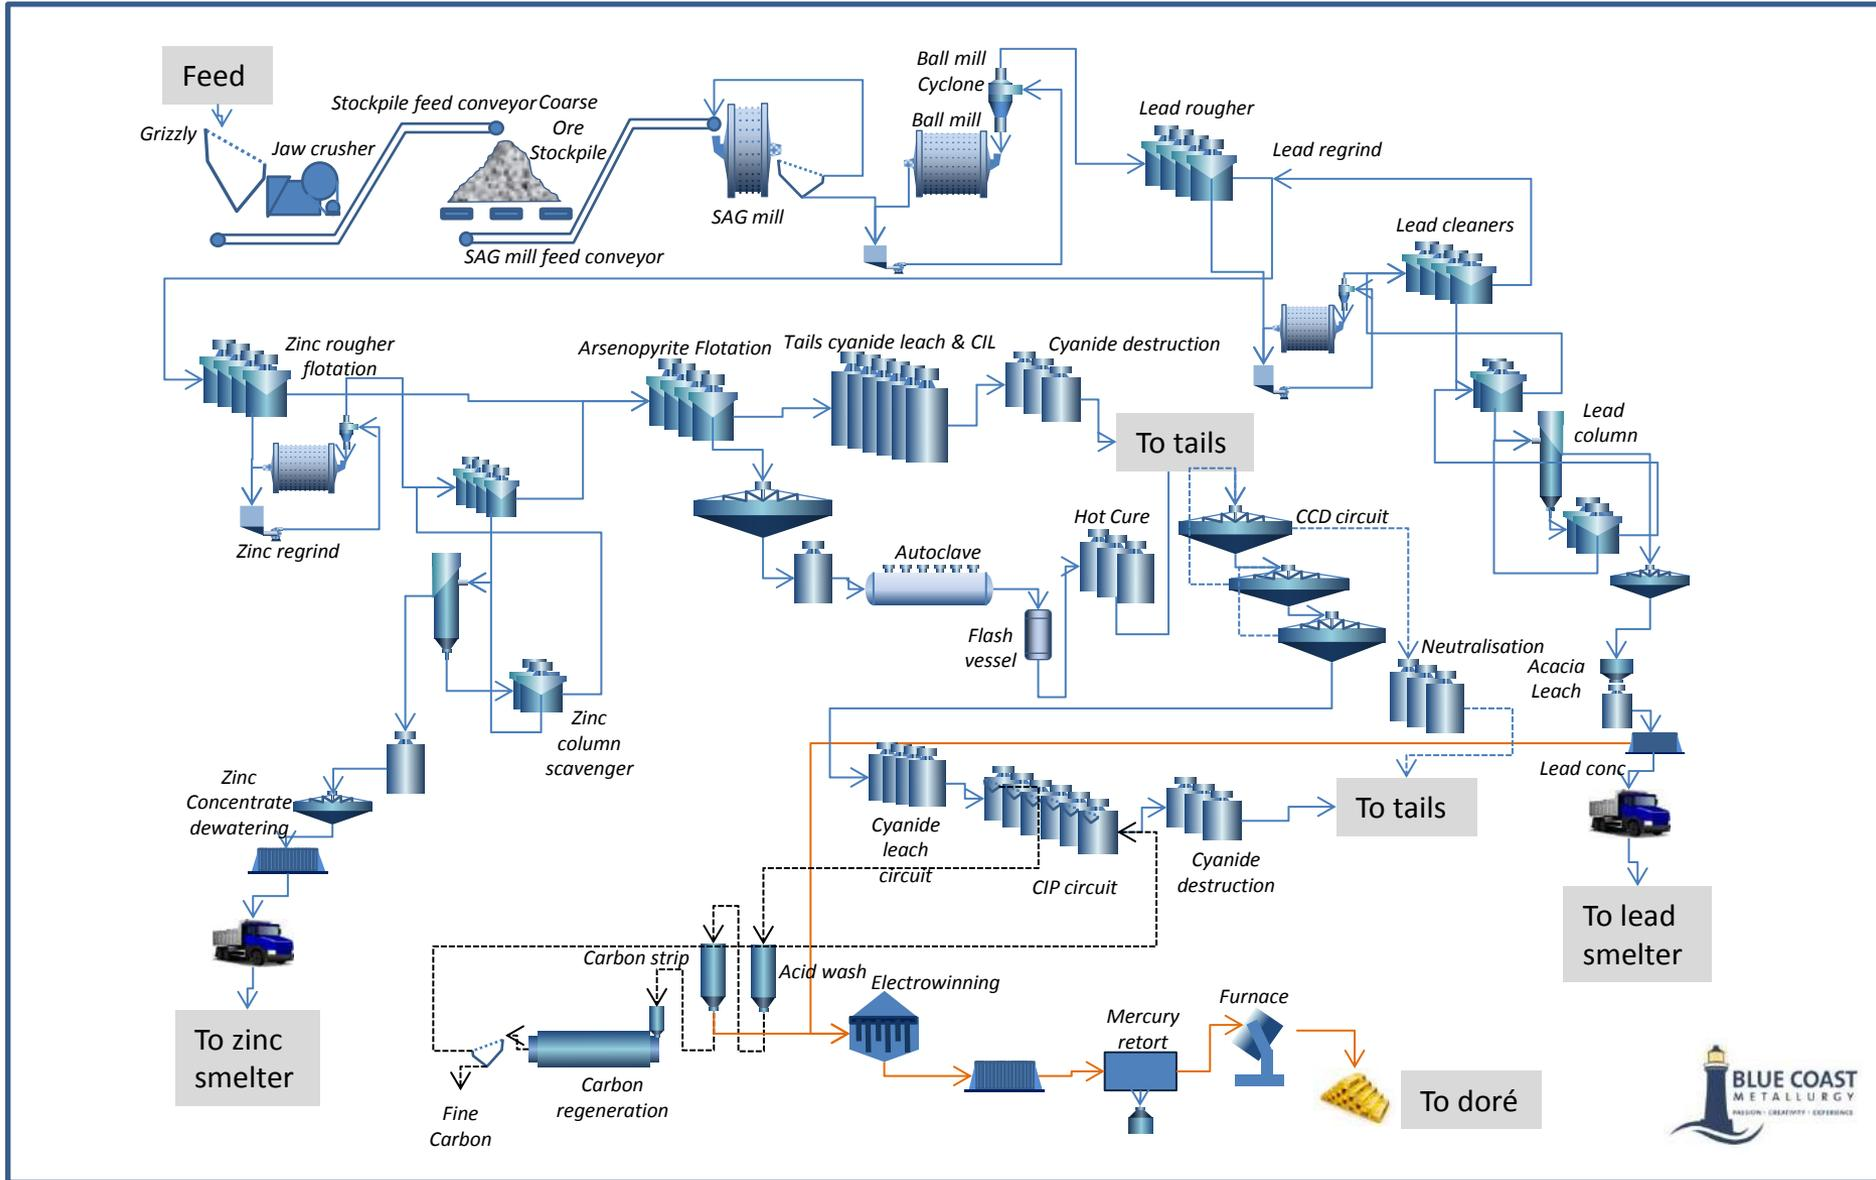 Feed
Grizzly
Jaw crusher
Stockpile feed conveyor
Coarse
Ore
Stockpile
SAG mill feed conveyor
SAG mill
Ball mill
Cyclone
Ball mill
Lead rougher
Lead regrind
Lead cleaners
Zinc rougher
flotation
Zinc regrind
Arsenopyrite Flotation
Tails cyanide leach & CIL
Cyanide destruction
To tails
Lead
column
Hot Cure
CCD circuit
Autoclave
Flash
vessel
Neutralisation
Acacia
Leach
Zinc
column
scavenger
Zinc
Concentrate
dewatering
Cyanide
leach
circuit
CIP circuit
Cyanide
destruction
To tails
Lead conc
To lead
smelter
To zinc
smelter
Carbon strip
Acid wash
Electrowinning
Carbon
regeneration
Fine
Carbon
Mercury
retort
Furnace
To doré
BLUE COAST
METALLURGY
PASSION · CREATIVITY · EXPERIENCE